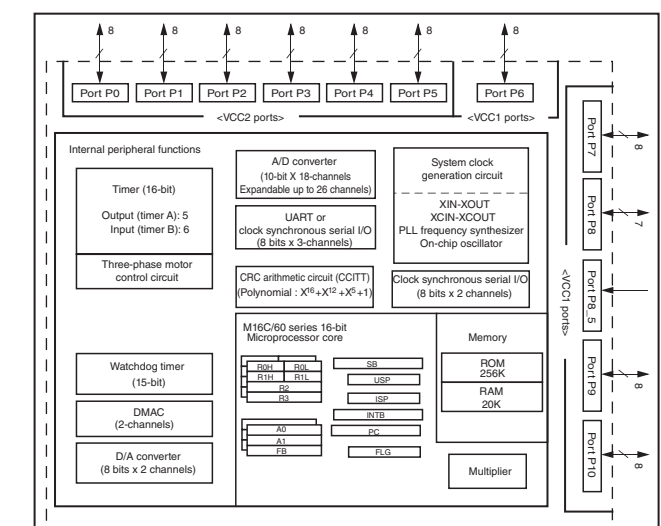 8 8 8 8 8 8 8
Port P0 Port P1 Port P2 Port P3 Port P4 Port P5 Port P6
<VCC2 ports> <VCC1 ports>
Internal peripheral functions
Timer (16-bit)
Output (timer A): 5
Input (timer B): 6
Three-phase motor
control circuit
Watchdog timer
(15-bit)
DMAC
(2-channels)
D/A converter
(8 bits x 2 channels)
A/D converter
(10-bit X 18-channels
Expandable up to 26 channels)
UART or
clock synchronous serial I/O
(8 bits x 3-channels)
CRC arithmetic circuit (CCITT)
(Polynomial : X16+X12+X5+1)
System clock
generation circuit
XIN-XOUT
XCIN-XCOUT
PLL frequency synthesizer
On-chip oscillator
Clock synchronous serial I/O
(8 bits x 2 channels)
M16C/60 series 16-bit
Microprocessor core
R0H R0L
R1H R1L
R2
R3
A0
A1
FB
SB
USP
ISP
INTB
PC
FLG
Memory
ROM
256K
RAM
20K
Multiplier
<VCC1 ports>
Port P7
8
Port P8
7
Port P8_5
Port P9
8
Port P10
8